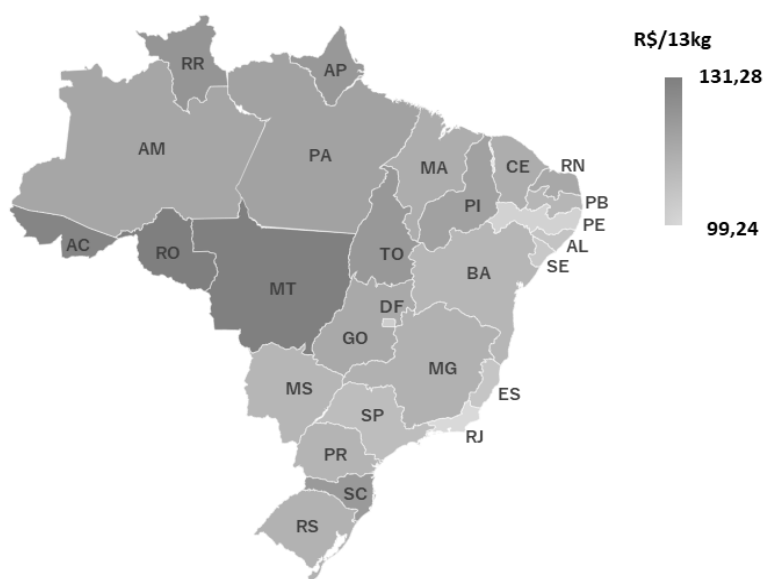 R$/13kg
131,28
99,24
RR
AP
AM
PA
MA
CE
RN
PI
PB
PE
AL
SE
AC
RO
TO
BA
MT
DF
GO
MG
MS
ES
SP
RJ
PR
SC
RS